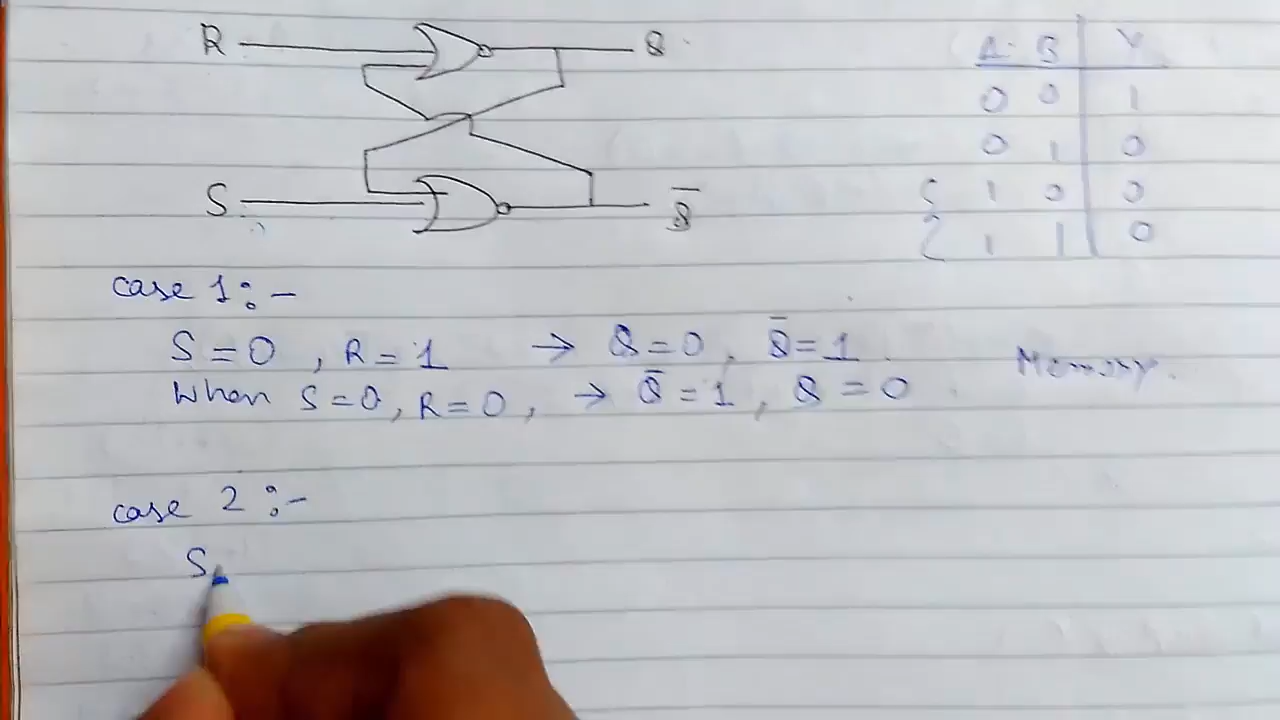 R Q
S Q̅
A B Y
0 0 1
0 1 0
1 0 0
1 1 0
case 1:-
S=0, R=1 → Q=0, Q̅=1 Memory.
When S=0, R=0, → Q̅=1, Q=0.
case 2:-
S